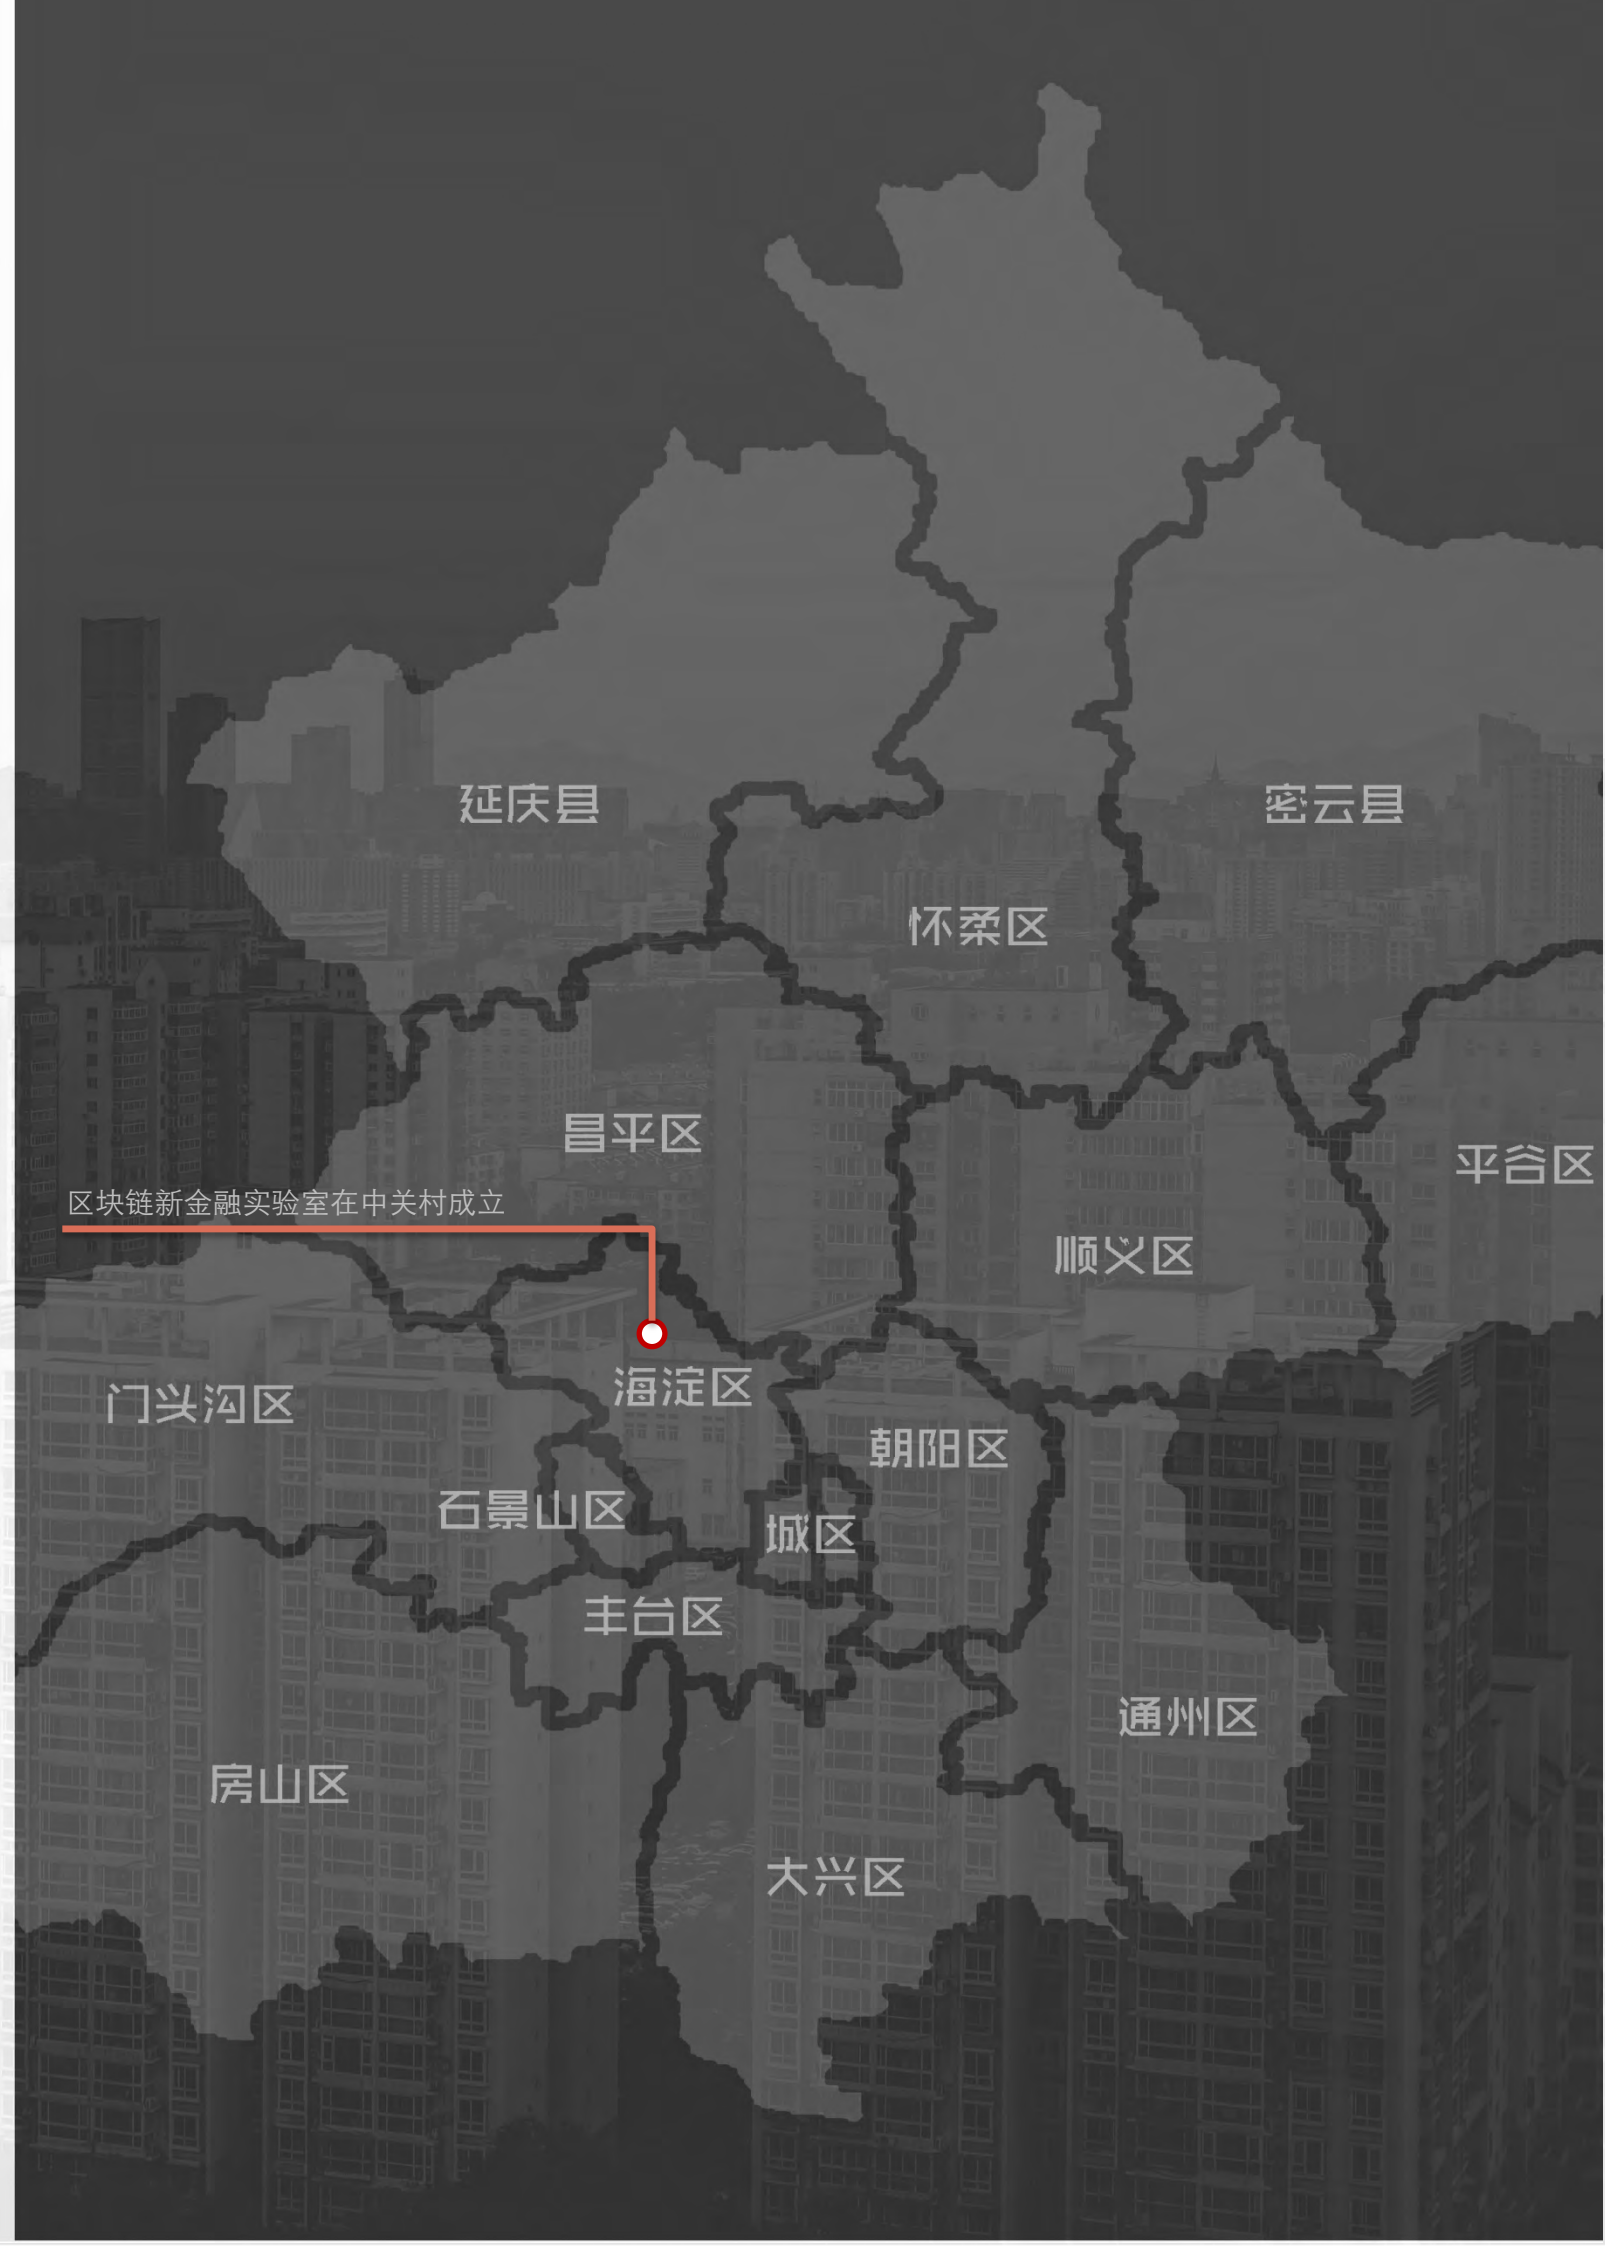 延庆县
密云县
怀柔区
昌平区
平谷区
区块链新金融实验室在中关村成立
顺义区
海淀区
门头沟区
朝阳区
石景山区
城区
丰台区
通州区
房山区
大兴区